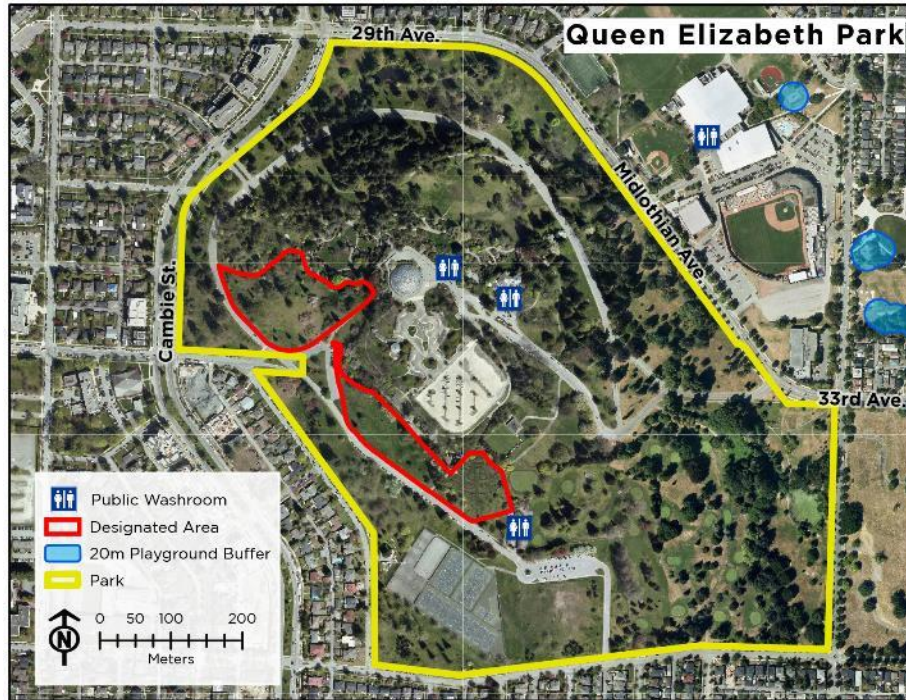 29th Ave.
Queen Elizabeth Park
Midlothian Ave.
Cambie St.
33rd Ave.
Public Washroom
Designated Area
20m Playground Buffer
Park
N
0 50 100 200
Meters